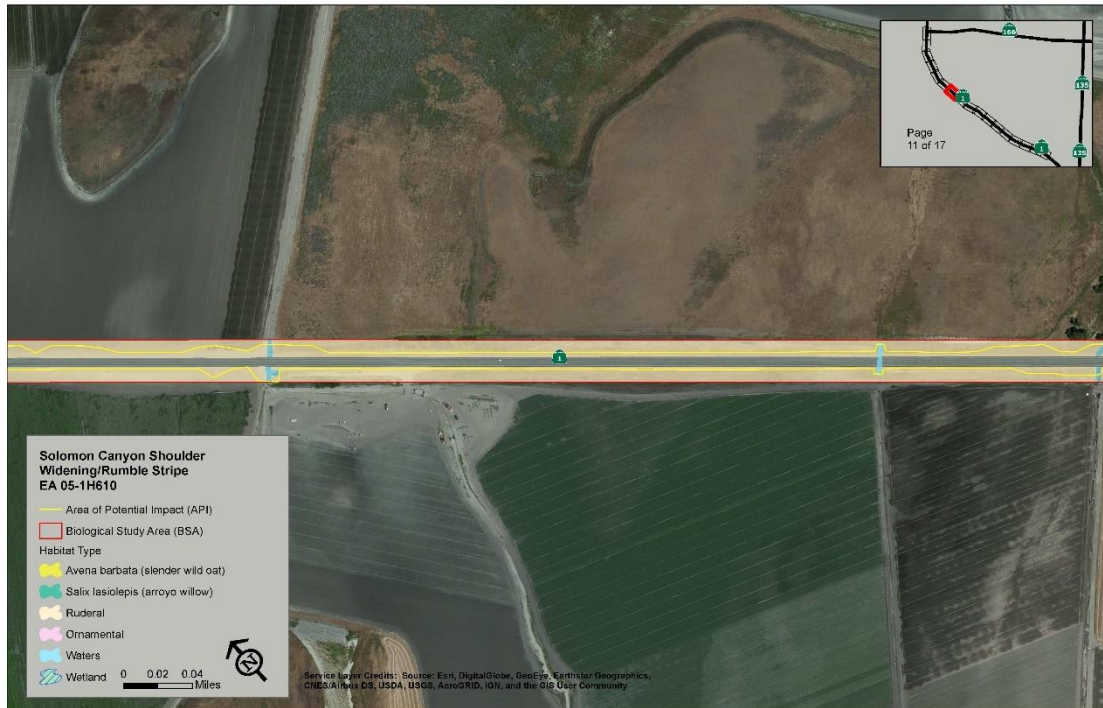 166
135
1
Page
11 of 17
1
135
1
Solomon Canyon Shoulder
Widening/Rumble Stripe
EA 05-1H610
Area of Potential Impact (API)
Biological Study Area (BSA)
Habitat Type
Avena barbata (slender wild oat)
Salix lasiolepis (arroyo willow)
Ruderal
Ornamental
Waters
Wetland
0 0.02 0.04
Miles
N
Service Layer Credits: Source: Esri, DigitalGlobe, GeoEye, Earthstar Geographics,
CNES/Airbus DS, USDA, USGS, AeroGRID, IGN, and the GIS User Community